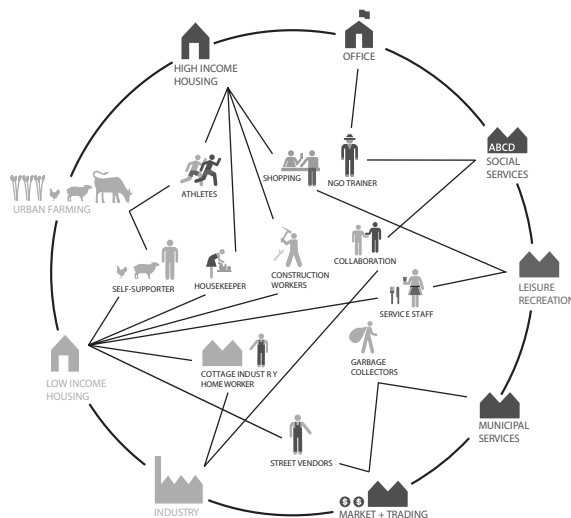 OFFICE
HIGH INCOME
HOUSING
ABCD
SOCIAL
SERVICES
SHOPPING
NGO TRAINER
ATHLETES
URBAN FARMING
COLLABORATION
CONSTRUCTION
WORKERS
HOUSEKEEPER
SELF-SUPPORTER
LEISURE
RECREATION
SERVICE STAFF
GARBAGE
COLLECTORS
COTTAGE INDUST R Y
HOME WORKER
LOW INCOME
HOUSING
MUNICIPAL
SERVICES
STREET VENDORS
INDUSTRY
$ $
MARKET + TRADING